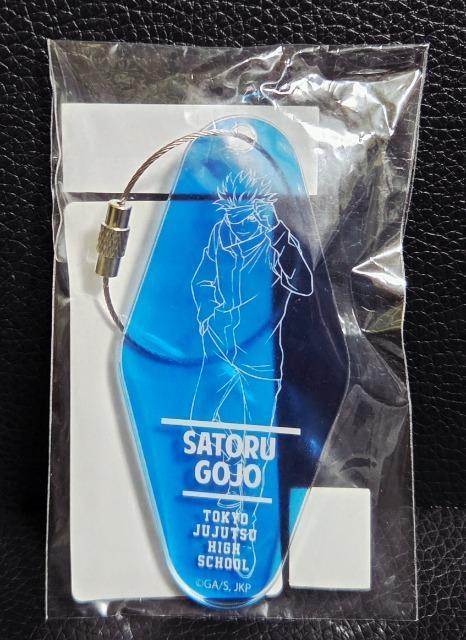 SATORU
GOJO
TOKYO
JUJUTSU
HIGH
SCHOOL
©GA/S, JKP